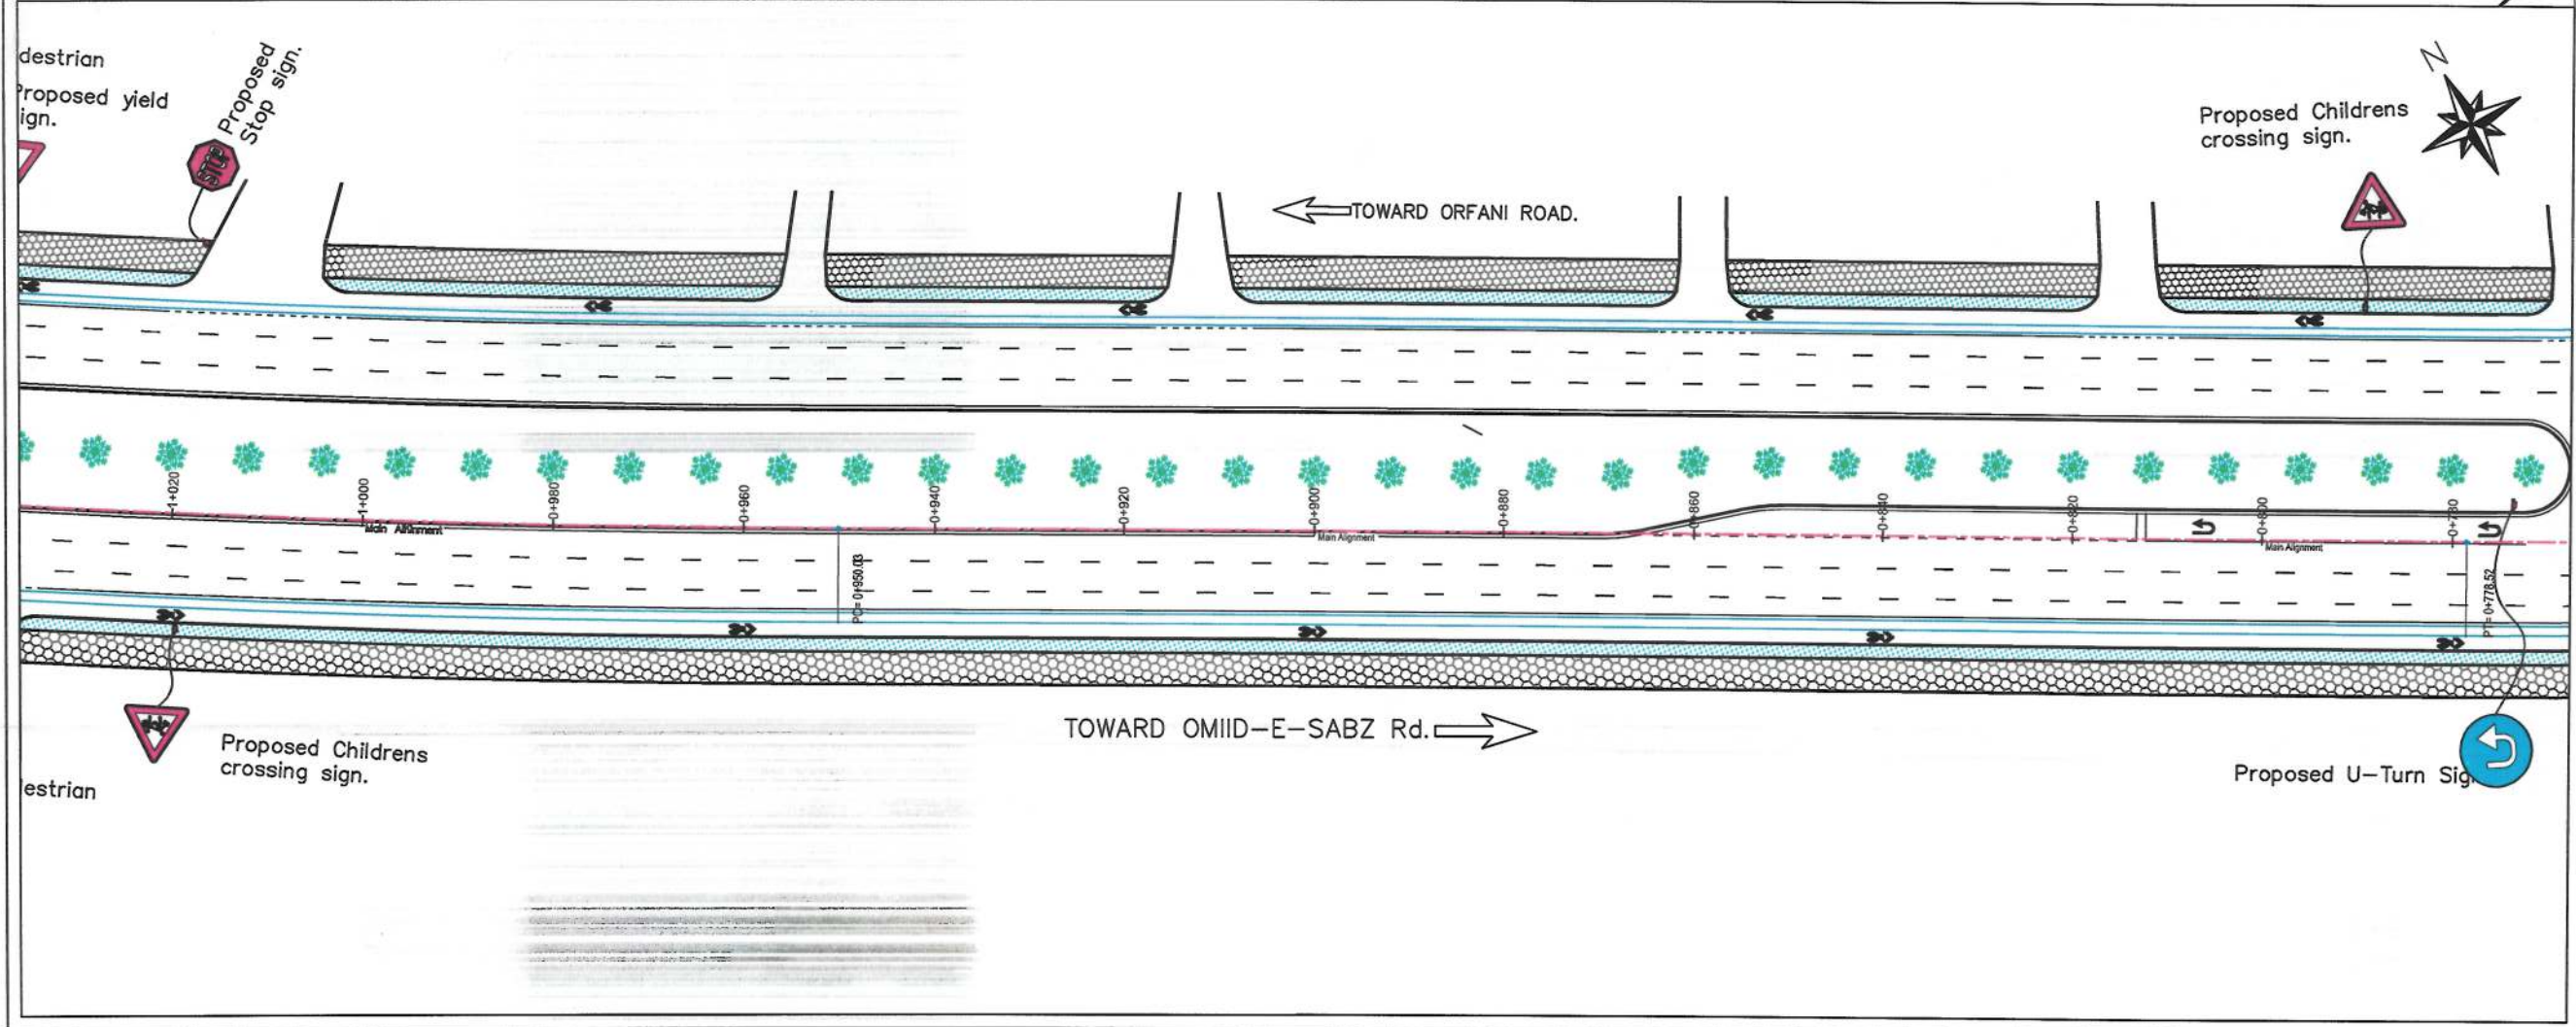 destrian
Proposed yield
ign.
Proposed
Stop sign.
STOP
N
Proposed Childrens
crossing sign.
TOWARD ORFANI ROAD.
1+020
1+000
0+980
0+960
0+940
0+920
0+900
0+880
0+860
0+840
0+820
0+800
0+780
Main Alignment
Main Alignment
Main Alignment
PC= 0+950.03
PT= 0+778.52
TOWARD OMIID-E-SABZ Rd.
Proposed Childrens
crossing sign.
destrian
Proposed U-Turn Sig